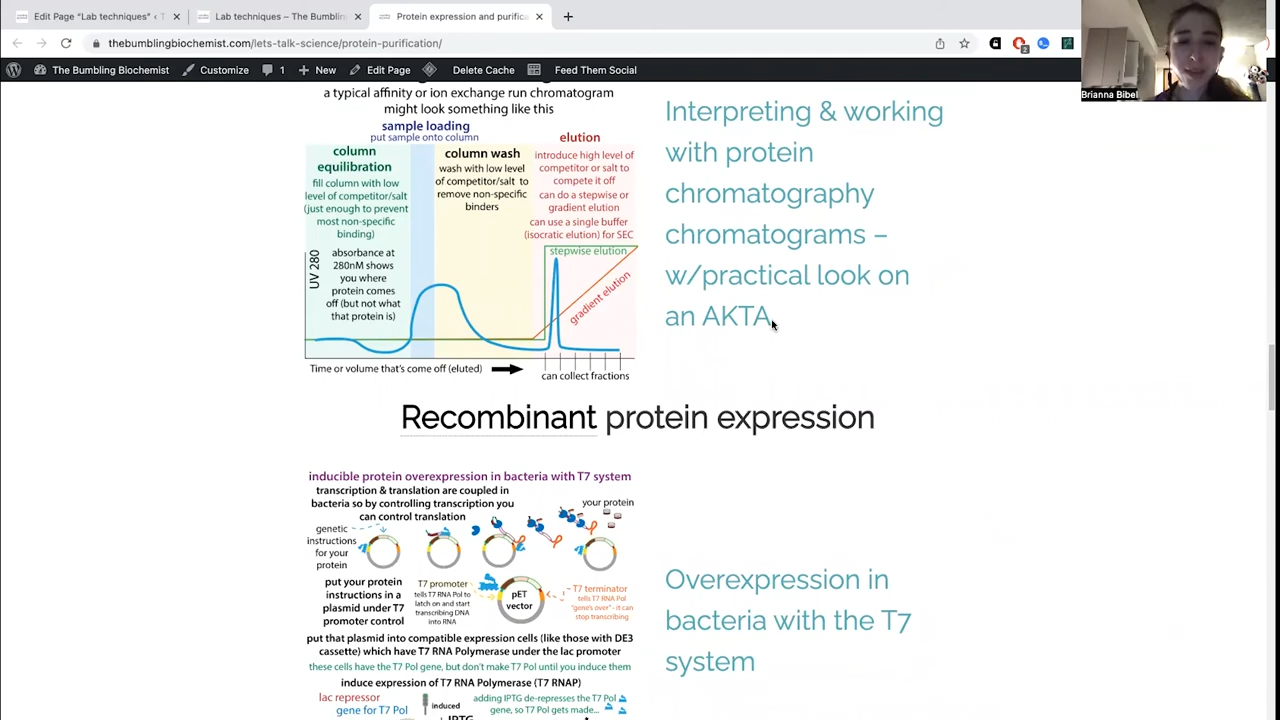 Edit Page “Lab techniques” ‹ T
Lab techniques – The Bumbling
Protein expression and purifica
thebumblingbiochemist.com/lets-talk-science/protein-purification/
2
The Bumbling Biochemist
Customize
1
New
Edit Page
Delete Cache
Feed Them Social
Brianna Bibel
a typical affinity or ion exchange run chromatogram
might look something like this
sample loading
put sample onto column
column
equilibration
fill column with low
level of competitor/salt
(just enough to prevent
most non-specific
binding)
column wash
wash with low level
of competitor/salt to
remove non-specific
binders
elution
introduce high level of
competitor or salt to
compete it off
can do a stepwise or
gradient elution
can use a single buffer
(isocratic elution) for SEC
stepwise elution
gradient elution
UV 280
absorbance at
280nM shows
you where
protein comes
off (but not what
that protein is)
Time or volume that's come off (eluted)
can collect fractions
Interpreting & working
with protein
chromatography
chromatograms –
w/practical look on
an AKTA
Recombinant protein expression
inducible protein overexpression in bacteria with T7 system
transcription & translation are coupled in
bacteria so by controlling transcription you
can control translation
your protein
genetic
instructions
for your
protein
put your protein
instructions in a
plasmid under T7
promoter control
T7 promoter
tells T7 RNA Pol to
latch on and start
transcribing DNA
into RNA
pET
vector
T7 terminator
tells T7 RNA Pol
"gene's over" - it can
stop transcribing
put that plasmid into compatible expression cells (like those with DE3
cassette) which have T7 RNA Polymerase under the lac promoter
these cells have the T7 Pol gene, but don't make T7 Pol until you induce them
induce expression of T7 RNA Polymerase (T7 RNAP)
lac repressor
gene for T7 Pol
induced
+ IPTG
adding IPTG de-represses the T7 Pol
gene, so T7 Pol gets made...
Overexpression in
bacteria with the T7
system